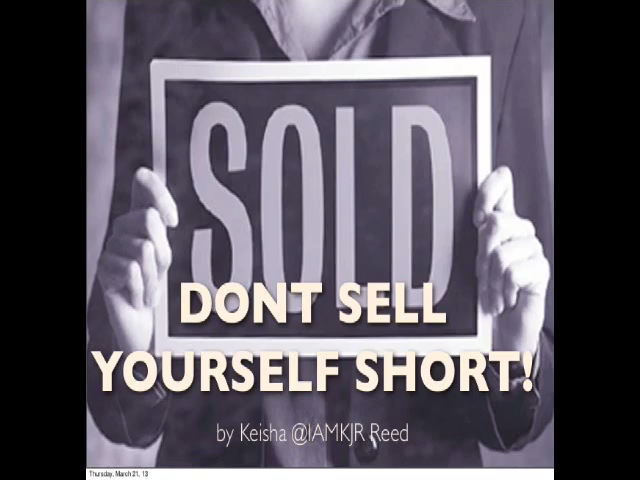 SOLD
DONT SELL
YOURSELF SHORT!
by Keisha @IAMKJR Reed
Thursday, March 21, 13